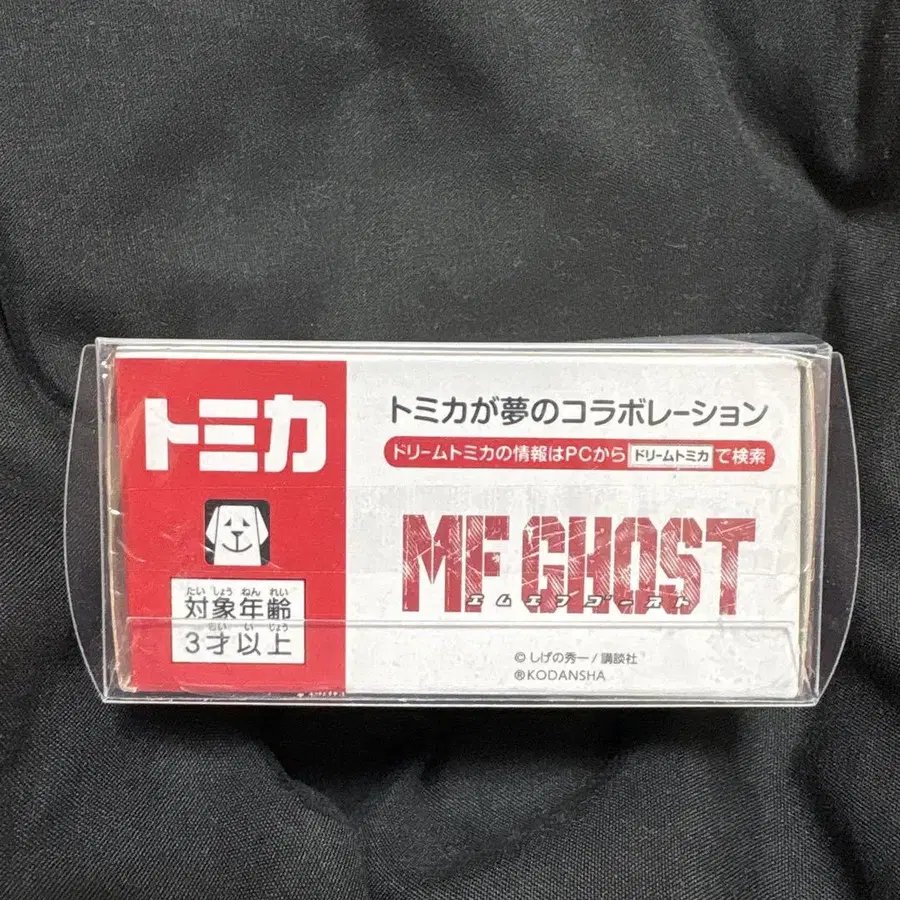 トミカ
トミカが夢のコラボレーション
ドリームトミカの情報はPCから ドリームトミカ で検索
MF GHOST
エムエフゴースト
たい しょう ねん れい
対象年齢
さい い じょう
3才以上
© しげの秀一/講談社
®KODANSHA